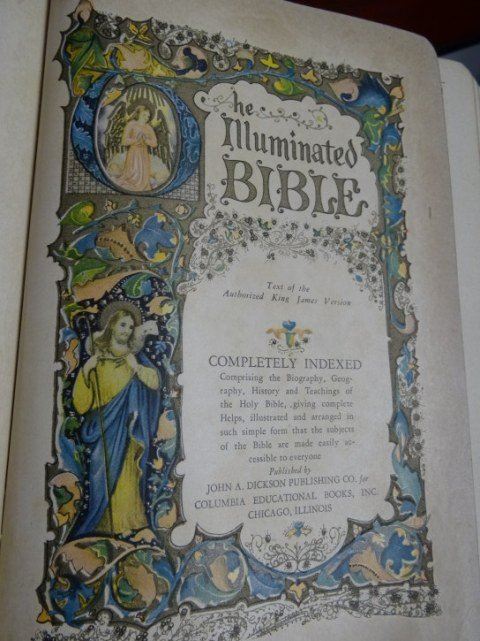 The
Illuminated
BIBLE
Text of the
Authorized King James Version
COMPLETELY INDEXED
Comprising the Biography, Geog-
raphy, History and Teachings of
the Holy Bible, giving complete
Helps, illustrated and arranged in
such simple form that the subjects
of the Bible are made easily ac-
cessible to everyone
Published by
JOHN A. DICKSON PUBLISHING CO. for
COLUMBIA EDUCATIONAL BOOKS, INC.
CHICAGO, ILLINOIS